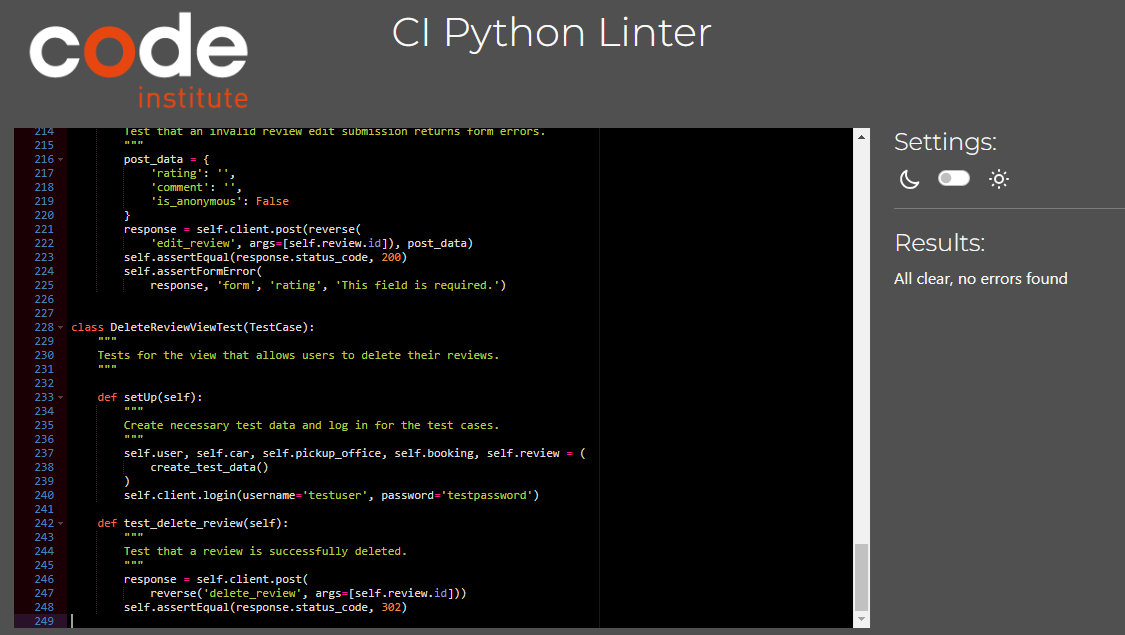 code
institute
CI Python Linter
214 Test that an invalid review edit submission returns form errors.
215 """
216 post_data = {
217 'rating': '',
218 'comment': '',
219 'is_anonymous': False
220 }
221 response = self.client.post(reverse(
222 'edit_review', args=[self.review.id]), post_data)
223 self.assertEqual(response.status_code, 200)
224 self.assertFormError(
225 response, 'form', 'rating', 'This field is required.')
226
227
228 class DeleteReviewViewTest(TestCase):
229 """
230 Tests for the view that allows users to delete their reviews.
231 """
232
233 def setUp(self):
234 """
235 Create necessary test data and log in for the test cases.
236 """
237 self.user, self.car, self.pickup_office, self.booking, self.review = (
238 create_test_data()
239 )
240 self.client.login(username='testuser', password='testpassword')
241
242 def test_delete_review(self):
243 """
244 Test that a review is successfully deleted.
245 """
246 response = self.client.post(
247 reverse('delete_review', args=[self.review.id]))
248 self.assertEqual(response.status_code, 302)
249
Settings:
Results:
All clear, no errors found